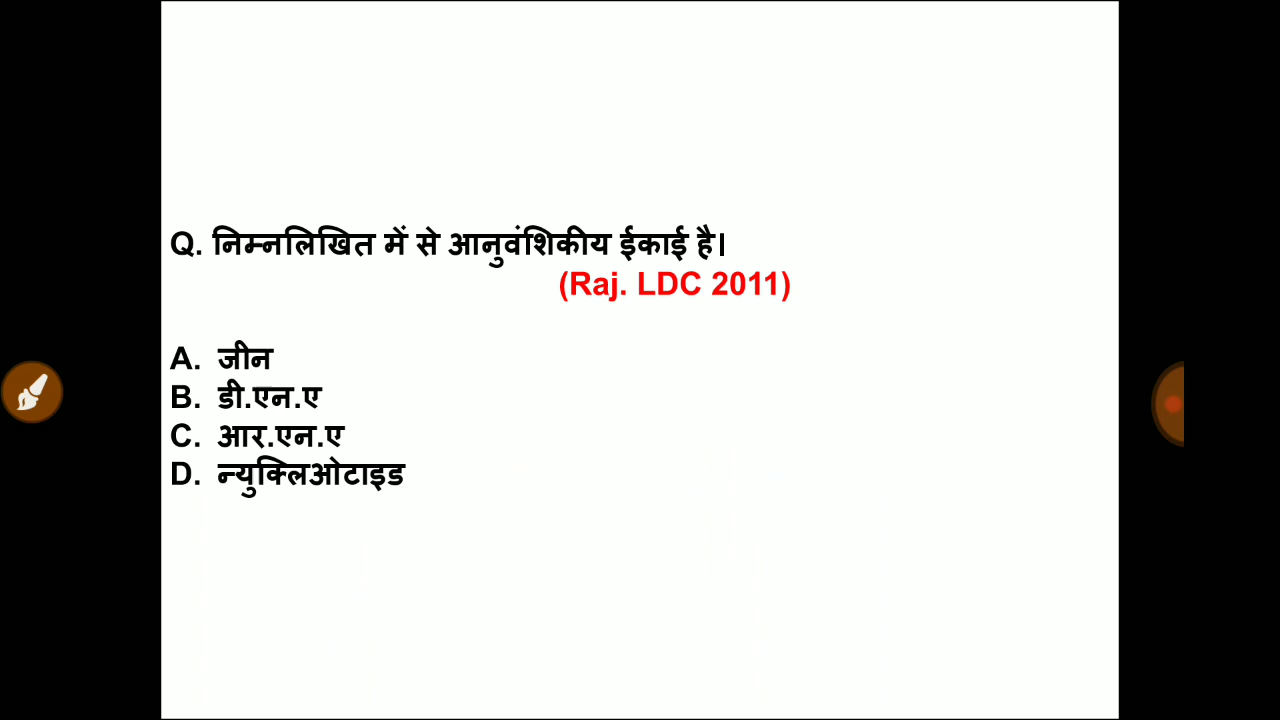 Q. निम्नलिखित में से आनुवंशिकीय ईकाई है।
(Raj. LDC 2011)
A. जीन
B. डी.एन.ए
C. आर.एन.ए
D. न्युक्लिओटाइड